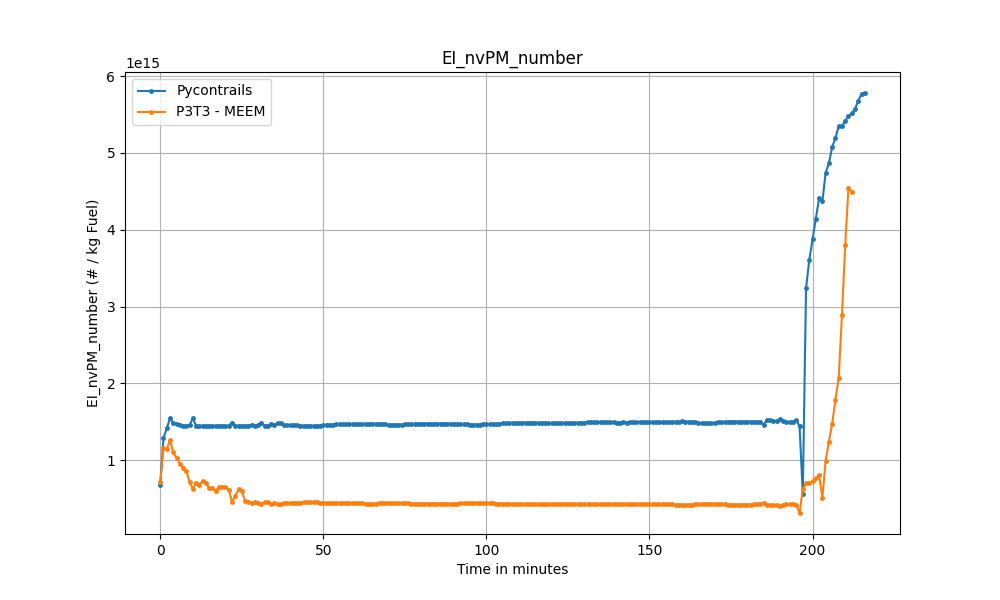 EI_nvPM_number
1e15
Pycontrails
P3T3 - MEEM
6
5
4
3
2
1
EI_nvPM_number (# / kg Fuel)
0
50
100
150
200
Time in minutes